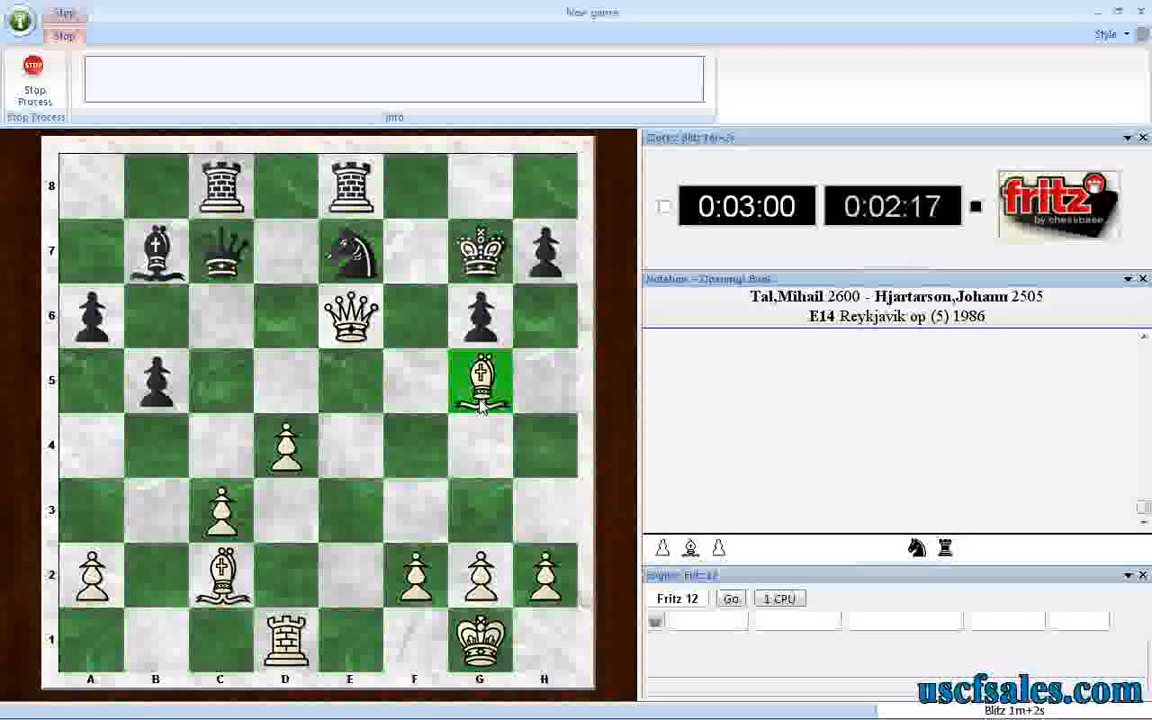 Stop
New game
Stop
Style
STOP
Stop
Process
Stop Process
Info
8
7
6
5
4
3
2
1
A B C D E F G H
0:03:00 0:02:17
fritz
by chessbase
Tal,Mihail 2600 - Hjartarson,Johann 2505
E14 Reykjavik op (5) 1986
Fritz 12 Go 1 CPU
uscfsales.com
Blitz 1m+2s